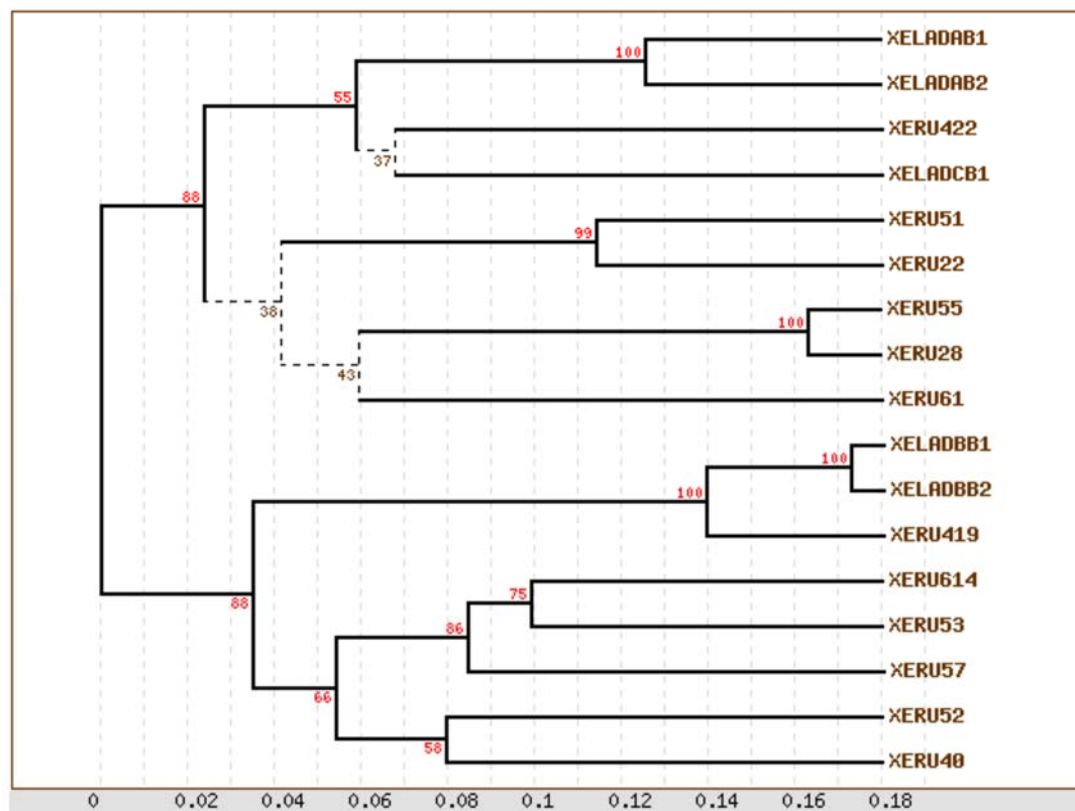 XELADAB1
100
XELADAB2
55
XERU422
37
XELADCB1
88
XERU51
99
XERU22
38
XERU55
100
XERU28
43
XERU61
XELADBB1
100
XELADBB2
100
XERU419
XERU614
75
88
XERU53
86
XERU57
66
XERU52
58
XERU40
0 0.02 0.04 0.06 0.08 0.1 0.12 0.14 0.16 0.18